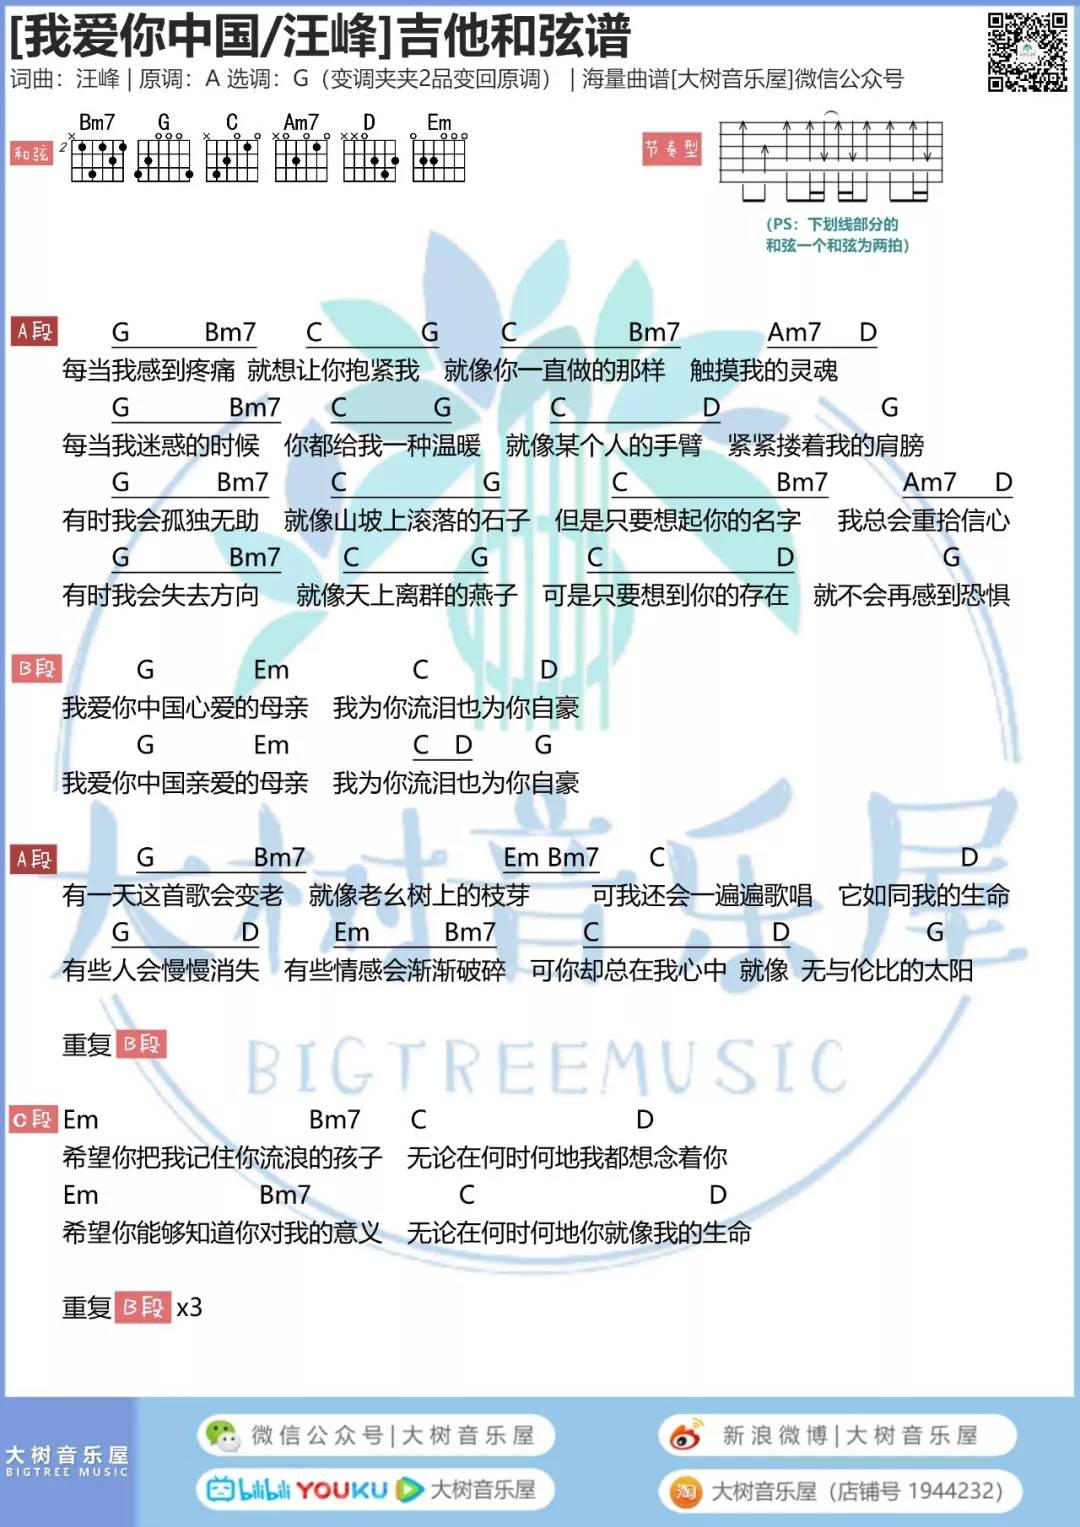 [我爱你中国/汪峰]吉他和弦谱
词曲：汪峰 | 原调：A 选调：G（变调夹夹2品变回原调） | 海量曲谱[大树音乐屋]微信公众号
和弦 Bm7 G C Am7 D Em 节奏型
2
(PS：下划线部分的
和弦一个和弦为两拍)
A段 G Bm7 C G C Bm7 Am7 D
每当我感到疼痛 就想让你抱紧我 就像你一直做的那样 触摸我的灵魂
G Bm7 C G C D G
每当我迷惑的时候 你都给我一种温暖 就像某个人的手臂 紧紧搂着我的肩膀
G Bm7 C G C Bm7 Am7 D
有时我会孤独无助 就像山坡上滚落的石子 但是只要想起你的名字 我总会重拾信心
G Bm7 C G C D G
有时我会失去方向 就像天上离群的燕子 可是只要想到你的存在 就不会再感到恐惧
B段 G Em C D
我爱你中国心爱的母亲 我为你流泪也为你自豪
G Em C D G
我爱你中国亲爱的母亲 我为你流泪也为你自豪
A段 G Bm7 Em Bm7 C D
有一天这首歌会变老 就像老幺树上的枝芽 可我还会一遍遍歌唱 它如同我的生命
G D Em Bm7 C D G
有些人会慢慢消失 有些情感会渐渐破碎 可你却总在我心中 就像 无与伦比的太阳
重复 B段
C段 Em Bm7 C D
希望你把我记住你流浪的孩子 无论在何时何地我都想念着你
Em Bm7 C D
希望你能够知道你对我的意义 无论在何时何地你就像我的生命
重复 B段 x3
大树音乐屋
BIGTREEMUSIC
大树音乐屋
BIGTREE MUSIC
微信公众号|大树音乐屋
新浪微博|大树音乐屋
bilibili YOUKU 大树音乐屋
淘 大树音乐屋（店铺号 1944232）